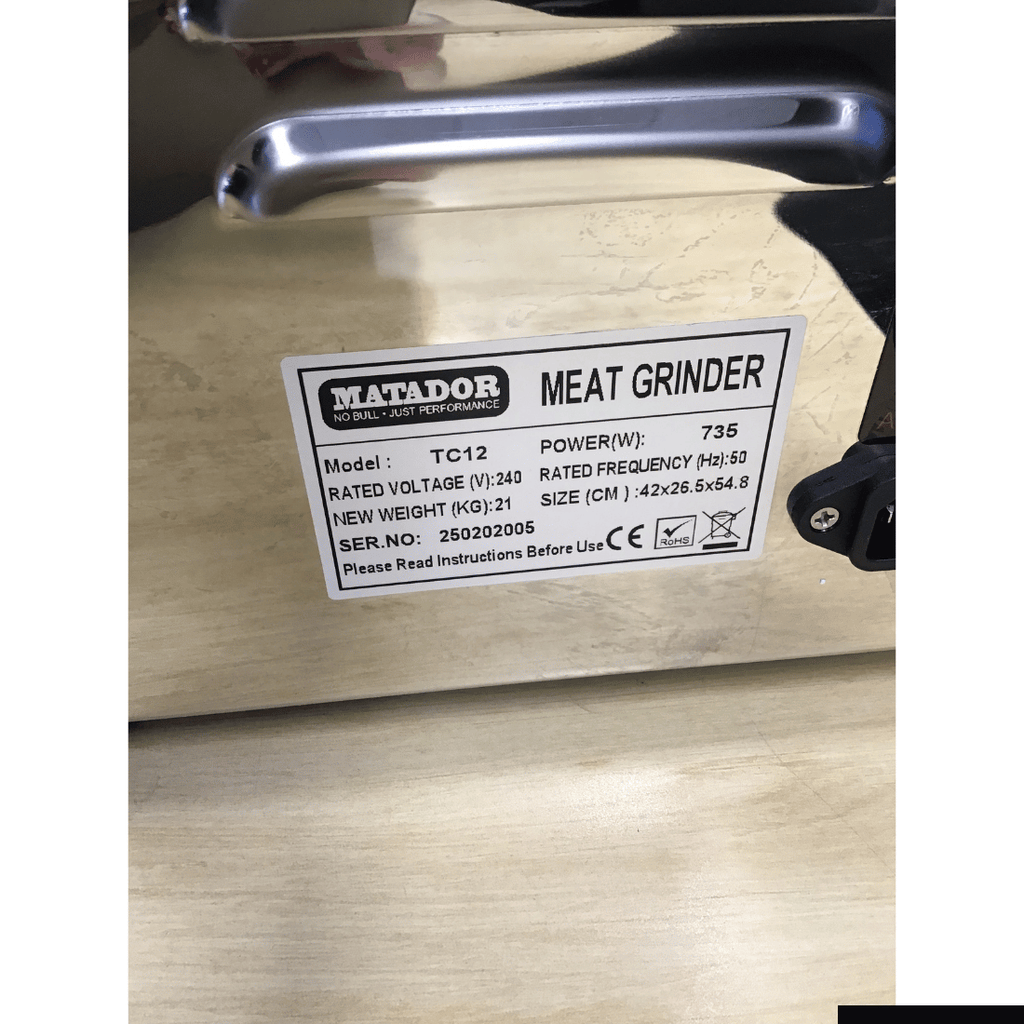 MATADOR
NO BULL • JUST PERFORMANCE
MEAT GRINDER
Model : TC12
POWER(W): 735
RATED VOLTAGE (V):240
RATED FREQUENCY (Hz):50
NEW WEIGHT (KG):21
SIZE (CM ) :42x26.5x54.8
SER.NO: 250202005
Please Read Instructions Before Use
CE
RoHS